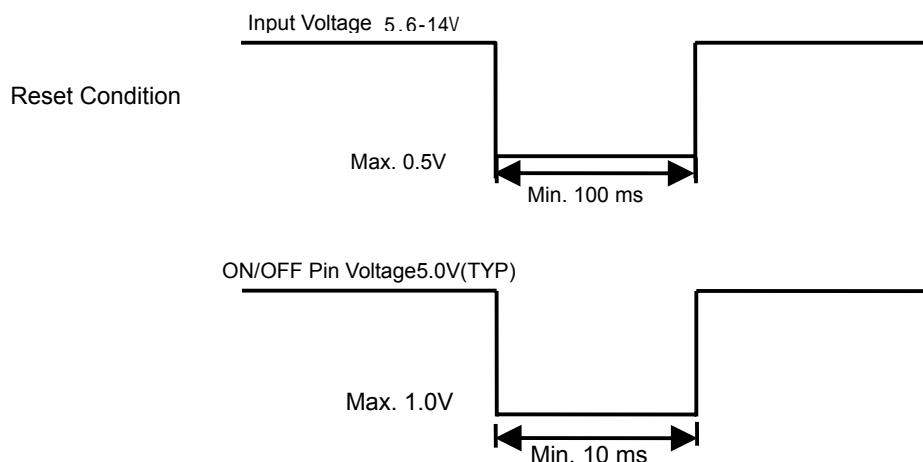 Input Voltage 5.6-14V
Reset Condition
Max. 0.5V
Min. 100 ms
ON/OFF Pin Voltage5.0V(TYP)
Max. 1.0V
Min. 10 ms